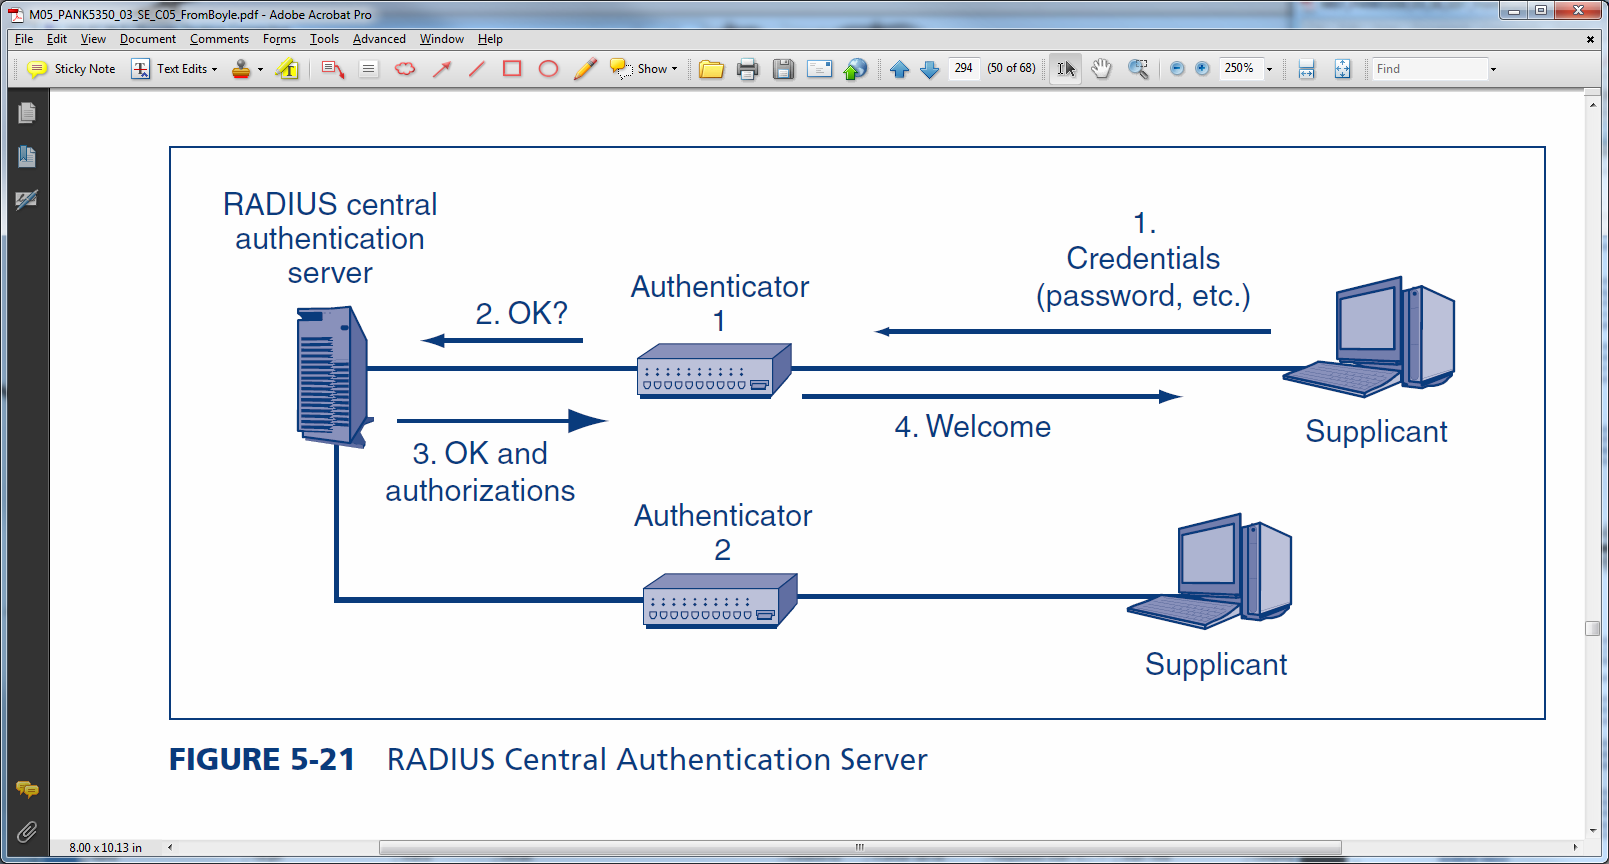 M05_PANK5350_03_SE_C05_FromBoyle.pdf - Adobe Acrobat Pro
File Edit View Document Comments Forms Tools Advanced Window Help
Sticky Note Text Edits Show 294 (50 of 68) 250% Find
RADIUS central
authentication
server
2. OK?
Authenticator
1
1.
Credentials
(password, etc.)
3. OK and
authorizations
4. Welcome
Supplicant
Authenticator
2
Supplicant
FIGURE 5-21 RADIUS Central Authentication Server
8.00 x 10.13 in